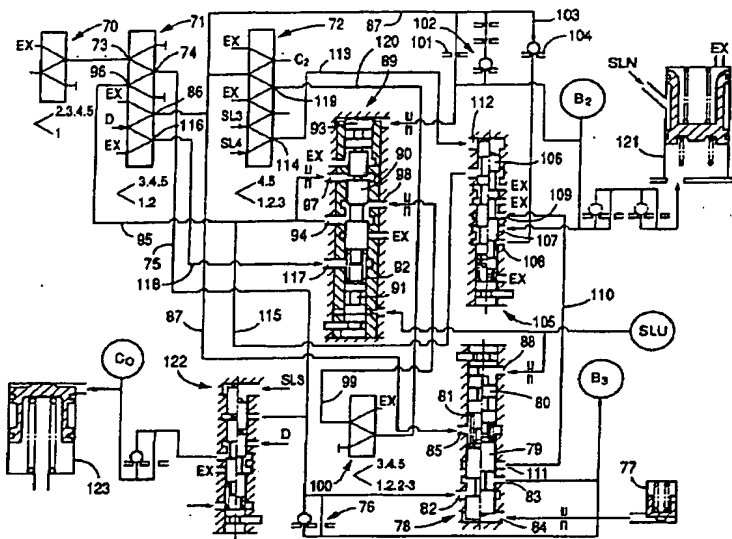 70
71
72
87
102
103
EX
73
74
EX
C2
113
120
101
104
EX
89
SLN
96
86
EX
119
112
B2
D
SL3
93
106
2.3.4.5
1
EX
116
SL4
114
EX
90
98
EX
EX
109
121
3.4.5
1.2
4.5
1.2.3
97
107
95
94
EX
108
118
117
B2
EX
110
75
91
105
87
115
SLU
C0
122
SL3
99
EX
88
B3
81
80
D
85
79
123
EX
100
3.4.5
1.2.2-3
111
83
77
76
82
78
84